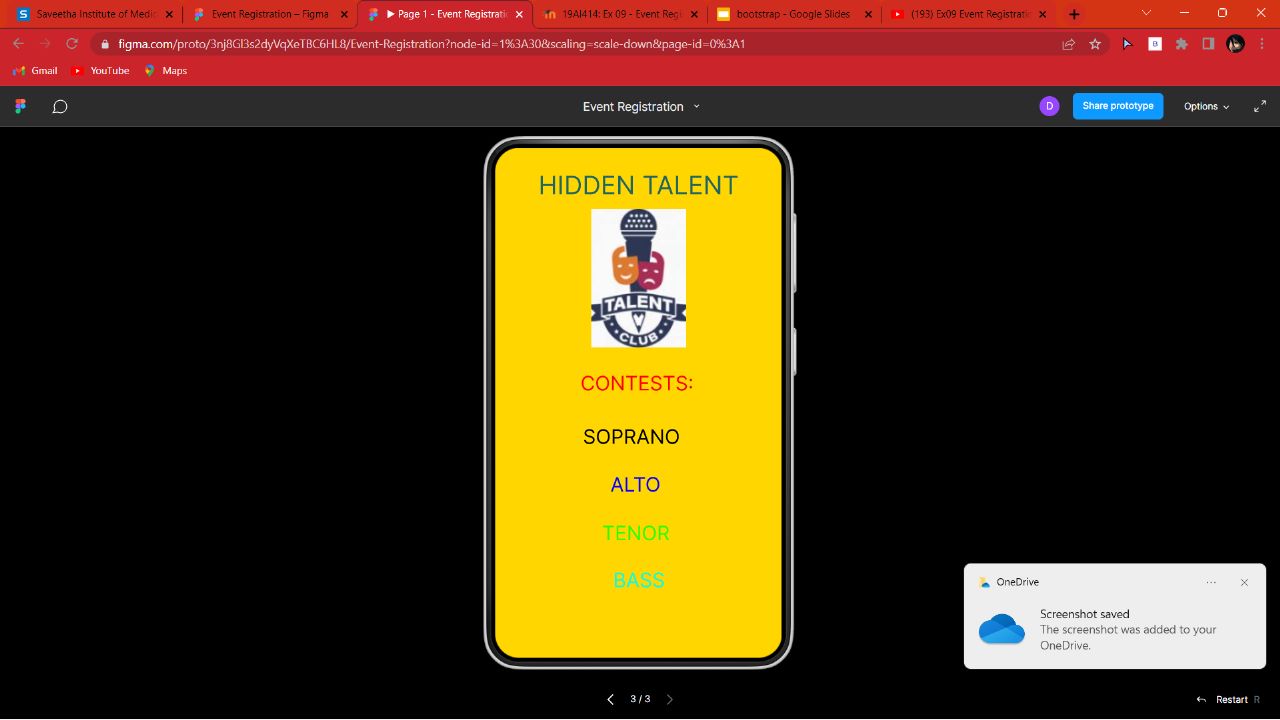 Saveetha Institute of Medic
Event Registration – Figma
Page 1 - Event Registratio
19AI414: Ex 09 - Event Regi
bootstrap - Google Slides
(193) Ex09 Event Registratio
figma.com/proto/3nj8Gl3s2dyVqXeTBC6HL8/Event-Registration?node-id=1%3A30&scaling=scale-down&page-id=0%3A1
Gmail
YouTube
Maps
Event Registration
D
Share prototype
Options
HIDDEN TALENT
TALENT
CLUB
CONTESTS:
SOPRANO
ALTO
TENOR
BASS
OneDrive
Screenshot saved
The screenshot was added to your
OneDrive.
3 / 3
Restart R